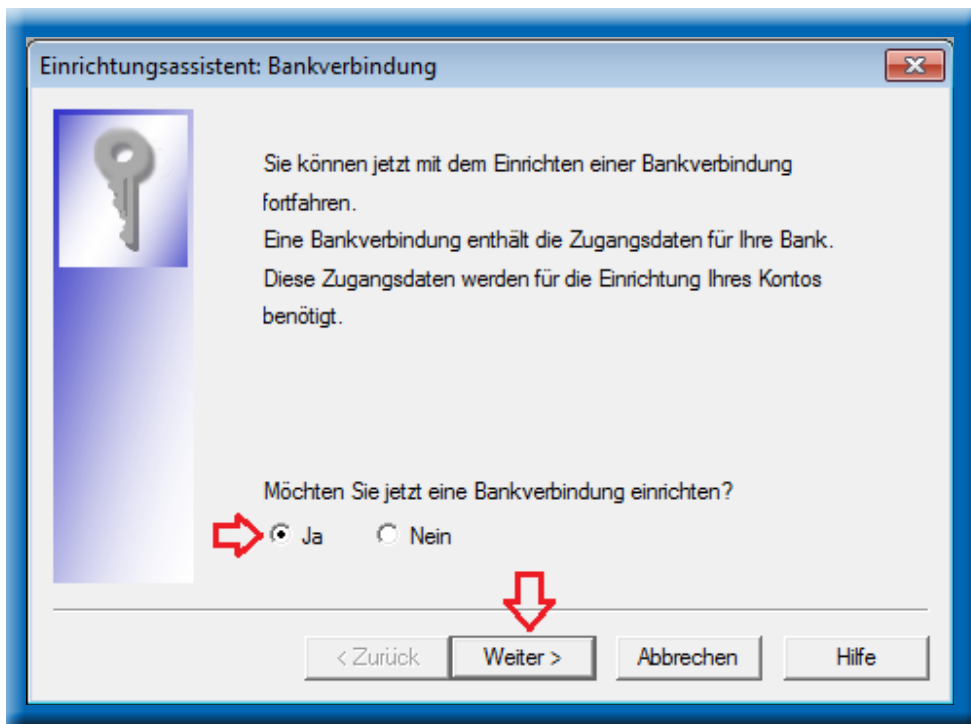 Einrichtungsassistent: Bankverbindung
Sie können jetzt mit dem Einrichten einer Bankverbindung
fortfahren.
Eine Bankverbindung enthält die Zugangsdaten für Ihre Bank.
Diese Zugangsdaten werden für die Einrichtung Ihres Kontos
benötigt.
Möchten Sie jetzt eine Bankverbindung einrichten?
Ja Nein
< Zurück Weiter > Abbrechen Hilfe